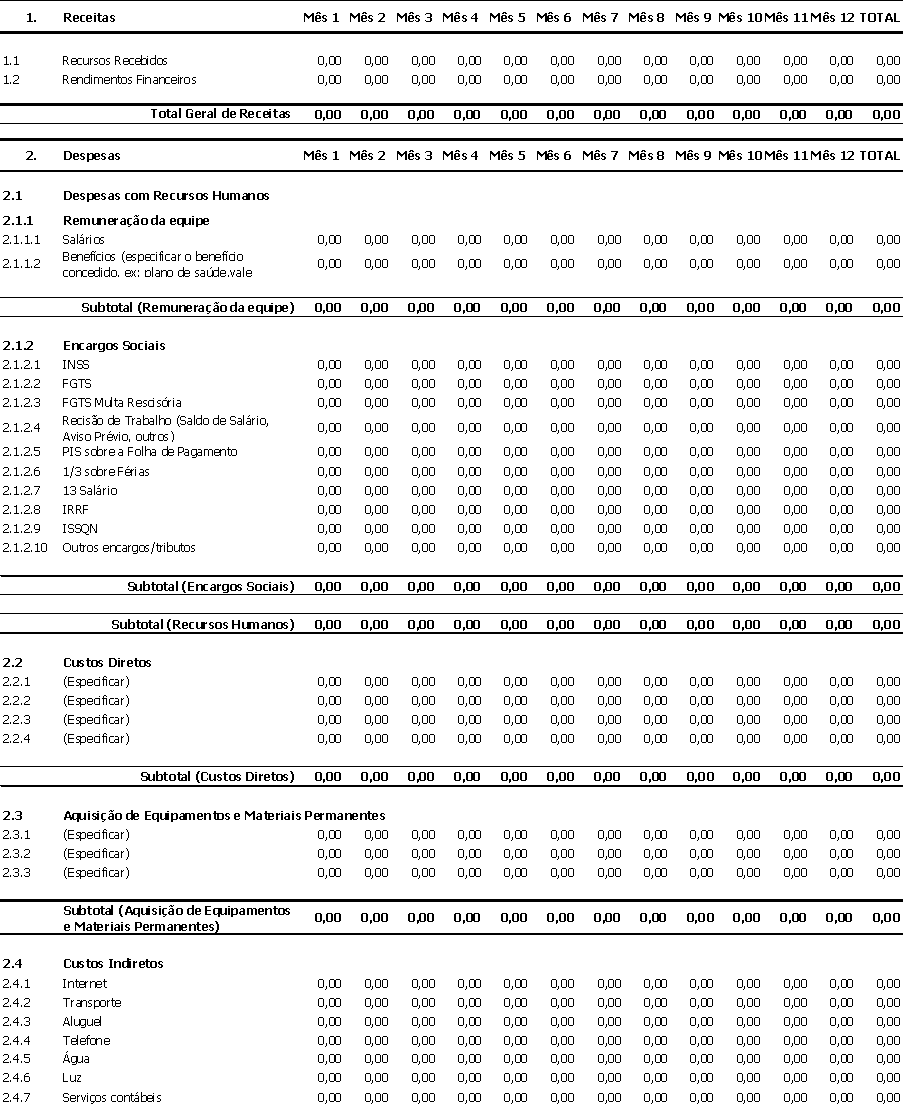 1. Receitas Mês 1 Mês 2 Mês 3 Mês 4 Mês 5 Mês 6 Mês 7 Mês 8 Mês 9 Mês 10 Mês 11 Mês 12 TOTAL
1.1 Recursos Recebidos 0,00 0,00 0,00 0,00 0,00 0,00 0,00 0,00 0,00 0,00 0,00 0,00 0,00
1.2 Rendimentos Financeiros 0,00 0,00 0,00 0,00 0,00 0,00 0,00 0,00 0,00 0,00 0,00 0,00 0,00
Total Geral de Receitas 0,00 0,00 0,00 0,00 0,00 0,00 0,00 0,00 0,00 0,00 0,00 0,00 0,00
2. Despesas Mês 1 Mês 2 Mês 3 Mês 4 Mês 5 Mês 6 Mês 7 Mês 8 Mês 9 Mês 10 Mês 11 Mês 12 TOTAL
2.1 Despesas com Recursos Humanos
2.1.1 Remuneração da equipe
2.1.1.1 Salários 0,00 0,00 0,00 0,00 0,00 0,00 0,00 0,00 0,00 0,00 0,00 0,00 0,00
2.1.1.2 Benefícios (especificar o benefício
concedido. ex: plano de saúde.vale 0,00 0,00 0,00 0,00 0,00 0,00 0,00 0,00 0,00 0,00 0,00 0,00 0,00
Subtotal (Remuneração da equipe) 0,00 0,00 0,00 0,00 0,00 0,00 0,00 0,00 0,00 0,00 0,00 0,00 0,00
2.1.2 Encargos Sociais
2.1.2.1 INSS 0,00 0,00 0,00 0,00 0,00 0,00 0,00 0,00 0,00 0,00 0,00 0,00 0,00
2.1.2.2 FGTS 0,00 0,00 0,00 0,00 0,00 0,00 0,00 0,00 0,00 0,00 0,00 0,00 0,00
2.1.2.3 FGTS Multa Rescisória 0,00 0,00 0,00 0,00 0,00 0,00 0,00 0,00 0,00 0,00 0,00 0,00 0,00
2.1.2.4 Recisão de Trabalho (Saldo de Salário,
Aviso Prévio, outros) 0,00 0,00 0,00 0,00 0,00 0,00 0,00 0,00 0,00 0,00 0,00 0,00 0,00
2.1.2.5 PIS sobre a Folha de Pagamento 0,00 0,00 0,00 0,00 0,00 0,00 0,00 0,00 0,00 0,00 0,00 0,00 0,00
2.1.2.6 1/3 sobre Férias 0,00 0,00 0,00 0,00 0,00 0,00 0,00 0,00 0,00 0,00 0,00 0,00 0,00
2.1.2.7 13 Salário 0,00 0,00 0,00 0,00 0,00 0,00 0,00 0,00 0,00 0,00 0,00 0,00 0,00
2.1.2.8 IRRF 0,00 0,00 0,00 0,00 0,00 0,00 0,00 0,00 0,00 0,00 0,00 0,00 0,00
2.1.2.9 ISSQN 0,00 0,00 0,00 0,00 0,00 0,00 0,00 0,00 0,00 0,00 0,00 0,00 0,00
2.1.2.10 Outros encargos/tributos 0,00 0,00 0,00 0,00 0,00 0,00 0,00 0,00 0,00 0,00 0,00 0,00 0,00
Subtotal (Encargos Sociais) 0,00 0,00 0,00 0,00 0,00 0,00 0,00 0,00 0,00 0,00 0,00 0,00 0,00
Subtotal (Recursos Humanos) 0,00 0,00 0,00 0,00 0,00 0,00 0,00 0,00 0,00 0,00 0,00 0,00 0,00
2.2 Custos Diretos
2.2.1 (Especificar) 0,00 0,00 0,00 0,00 0,00 0,00 0,00 0,00 0,00 0,00 0,00 0,00 0,00
2.2.2 (Especificar) 0,00 0,00 0,00 0,00 0,00 0,00 0,00 0,00 0,00 0,00 0,00 0,00 0,00
2.2.3 (Especificar) 0,00 0,00 0,00 0,00 0,00 0,00 0,00 0,00 0,00 0,00 0,00 0,00 0,00
2.2.4 (Especificar) 0,00 0,00 0,00 0,00 0,00 0,00 0,00 0,00 0,00 0,00 0,00 0,00 0,00
Subtotal (Custos Diretos) 0,00 0,00 0,00 0,00 0,00 0,00 0,00 0,00 0,00 0,00 0,00 0,00 0,00
2.3 Aquisição de Equipamentos e Materiais Permanentes
2.3.1 (Especificar) 0,00 0,00 0,00 0,00 0,00 0,00 0,00 0,00 0,00 0,00 0,00 0,00 0,00
2.3.2 (Especificar) 0,00 0,00 0,00 0,00 0,00 0,00 0,00 0,00 0,00 0,00 0,00 0,00 0,00
2.3.3 (Especificar) 0,00 0,00 0,00 0,00 0,00 0,00 0,00 0,00 0,00 0,00 0,00 0,00 0,00
Subtotal (Aquisição de Equipamentos
e Materiais Permanentes) 0,00 0,00 0,00 0,00 0,00 0,00 0,00 0,00 0,00 0,00 0,00 0,00 0,00
2.4 Custos Indiretos
2.4.1 Internet 0,00 0,00 0,00 0,00 0,00 0,00 0,00 0,00 0,00 0,00 0,00 0,00 0,00
2.4.2 Transporte 0,00 0,00 0,00 0,00 0,00 0,00 0,00 0,00 0,00 0,00 0,00 0,00 0,00
2.4.3 Aluguel 0,00 0,00 0,00 0,00 0,00 0,00 0,00 0,00 0,00 0,00 0,00 0,00 0,00
2.4.4 Telefone 0,00 0,00 0,00 0,00 0,00 0,00 0,00 0,00 0,00 0,00 0,00 0,00 0,00
2.4.5 Água 0,00 0,00 0,00 0,00 0,00 0,00 0,00 0,00 0,00 0,00 0,00 0,00 0,00
2.4.6 Luz 0,00 0,00 0,00 0,00 0,00 0,00 0,00 0,00 0,00 0,00 0,00 0,00 0,00
2.4.7 Serviços contábeis 0,00 0,00 0,00 0,00 0,00 0,00 0,00 0,00 0,00 0,00 0,00 0,00 0,00